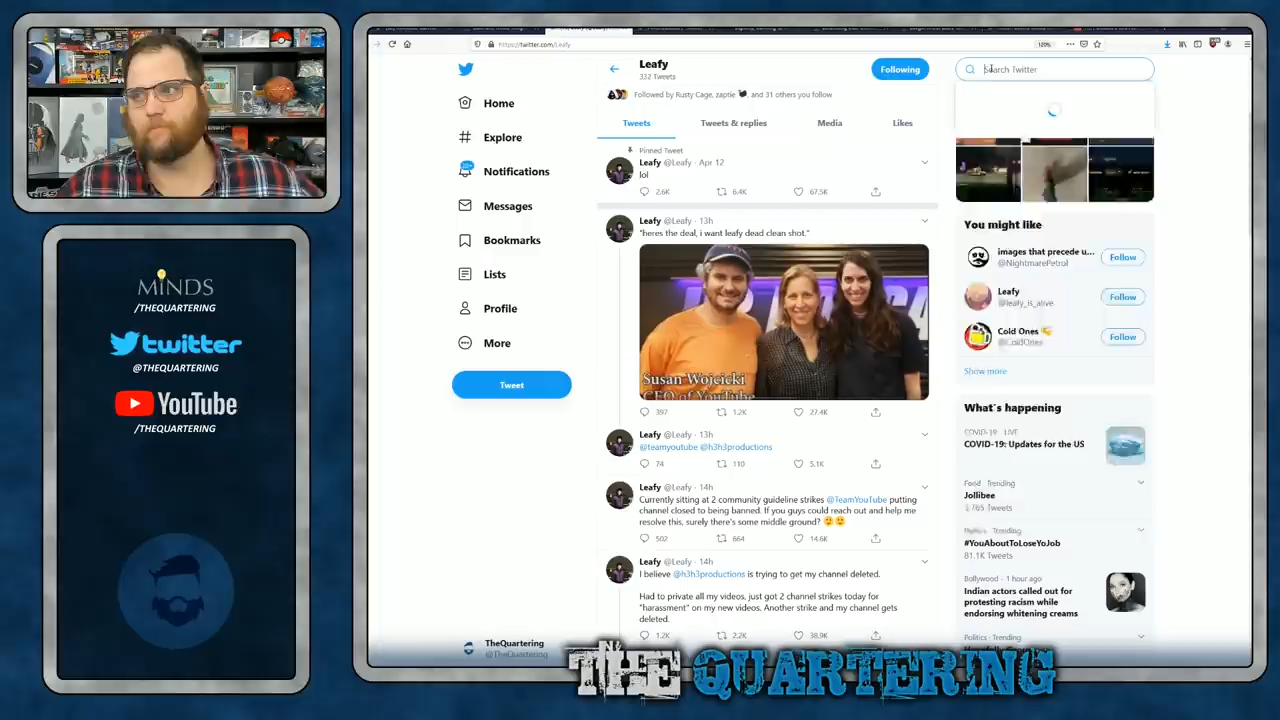 MINDS
/THEQUARTERING
twitter
@THEQUARTERING
YouTube
/THEQUARTERING
https://twitter.com/Leafy
120%
Home
Explore
20+
Notifications
Messages
Bookmarks
Lists
Profile
More
Tweet
TheQuartering
@TheQuartering
Leafy
332 Tweets
Following
Followed by Rusty Cage, zaptie, and 31 others you follow
Tweets
Tweets & replies
Media
Likes
Pinned Tweet
Leafy @Leafy · Apr 12
lol
2.6K 6.4K 67.5K
Leafy @Leafy · 13h
"heres the deal, i want leafy dead clean shot."
Susan Wojcicki
CEO of YouTube
397 1.2K 27.4K
Leafy @Leafy · 13h
@teamyoutube @h3h3productions
74 110 5.1K
Leafy @Leafy · 14h
Currently sitting at 2 community guideline strikes @TeamYouTube putting
channel closed to being banned. If you guys could reach out and help me
resolve this, surely there's some middle ground?
502 664 14.6K
Leafy @Leafy · 14h
I believe @h3h3productions is trying to get my channel deleted.
Had to private all my videos, just got 2 channel strikes today for
"harassment" on my new videos. Another strike and my channel gets
deleted.
1.2K 2.2K 38.9K
Search Twitter
You might like
images that precede u...
@NightmarePetrol
Follow
Leafy
@leafy_is_alive
Follow
Cold Ones
@ColdOnes
Follow
Show more
What's happening
COVID-19 · LIVE
COVID-19: Updates for the US
Food · Trending
Jollibee
1,765 Tweets
Politics · Trending
#YouAboutToLoseYoJob
81.1K Tweets
Bollywood · 1 hour ago
Indian actors called out for
protesting racism while
endorsing whitening creams
Politics · Trending
THE QUARTERING